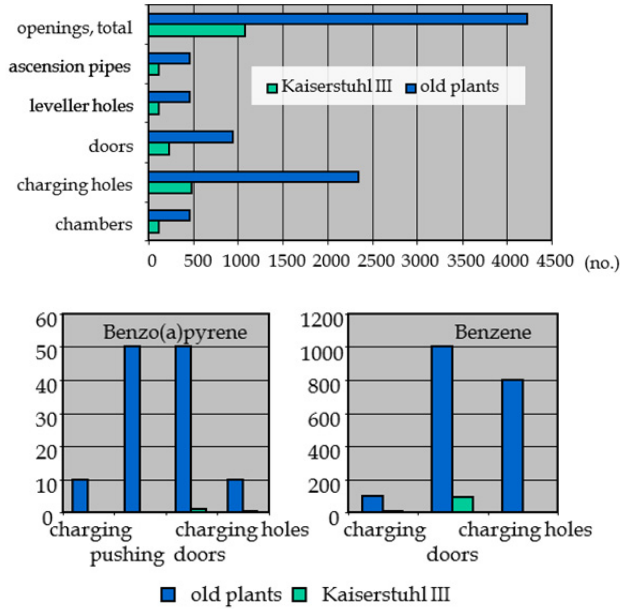 openings, total
ascension pipes
leveller holes
doors
charging holes
chambers
Kaiserstuhl III old plants
0 500 1000 1500 2000 2500 3000 3500 4000 4500 (no.)
Benzo(a)pyrene
60
50
40
30
20
10
0
charging charging holes
pushing doors
Benzene
1200
1000
800
600
400
200
0
charging charging holes
doors
old plants Kaiserstuhl III